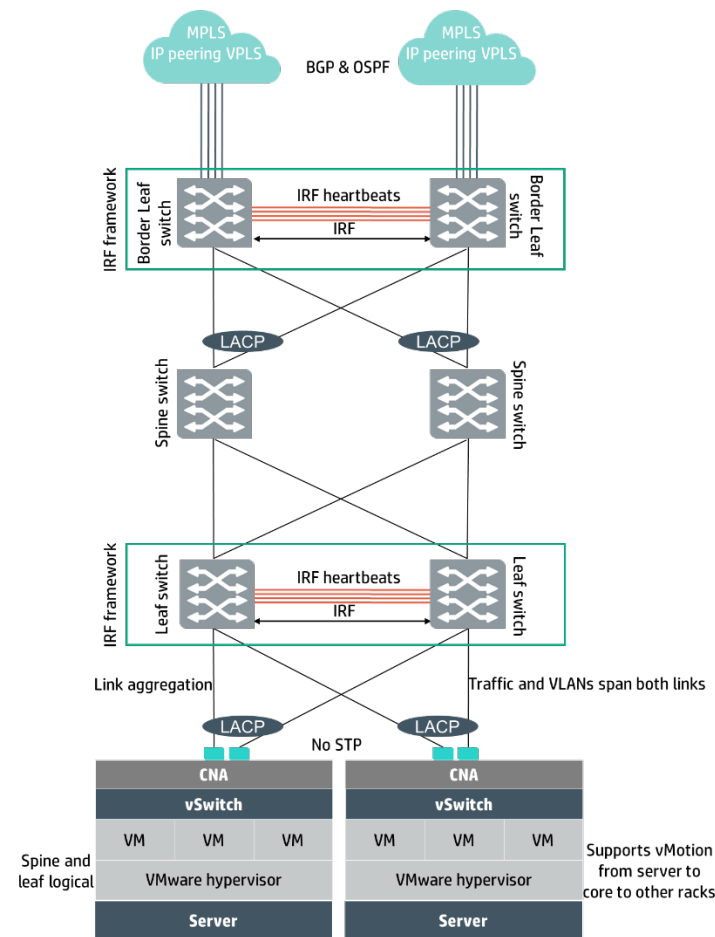 MPLS
IP peering VPLS
MPLS
IP peering VPLS
BGP & OSPF
IRF framework
Border Leaf
switch
IRF heartbeats
IRF
Border Leaf
switch
LACP
LACP
Spine switch
Spine switch
IRF framework
Leaf switch
IRF heartbeats
IRF
Leaf switch
Link aggregation
Traffic and VLANs span both links
LACP
LACP
No STP
CNA
CNA
vSwitch
vSwitch
VM VM VM
VM VM VM
Spine and
leaf logical
VMware hypervisor
VMware hypervisor
Supports vMotion
from server to
core to other racks
Server
Server